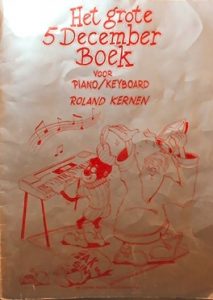 Het grote
5 December
Boek
VOOR
PIANO/KEYBOARD
ROLAND KERNEN